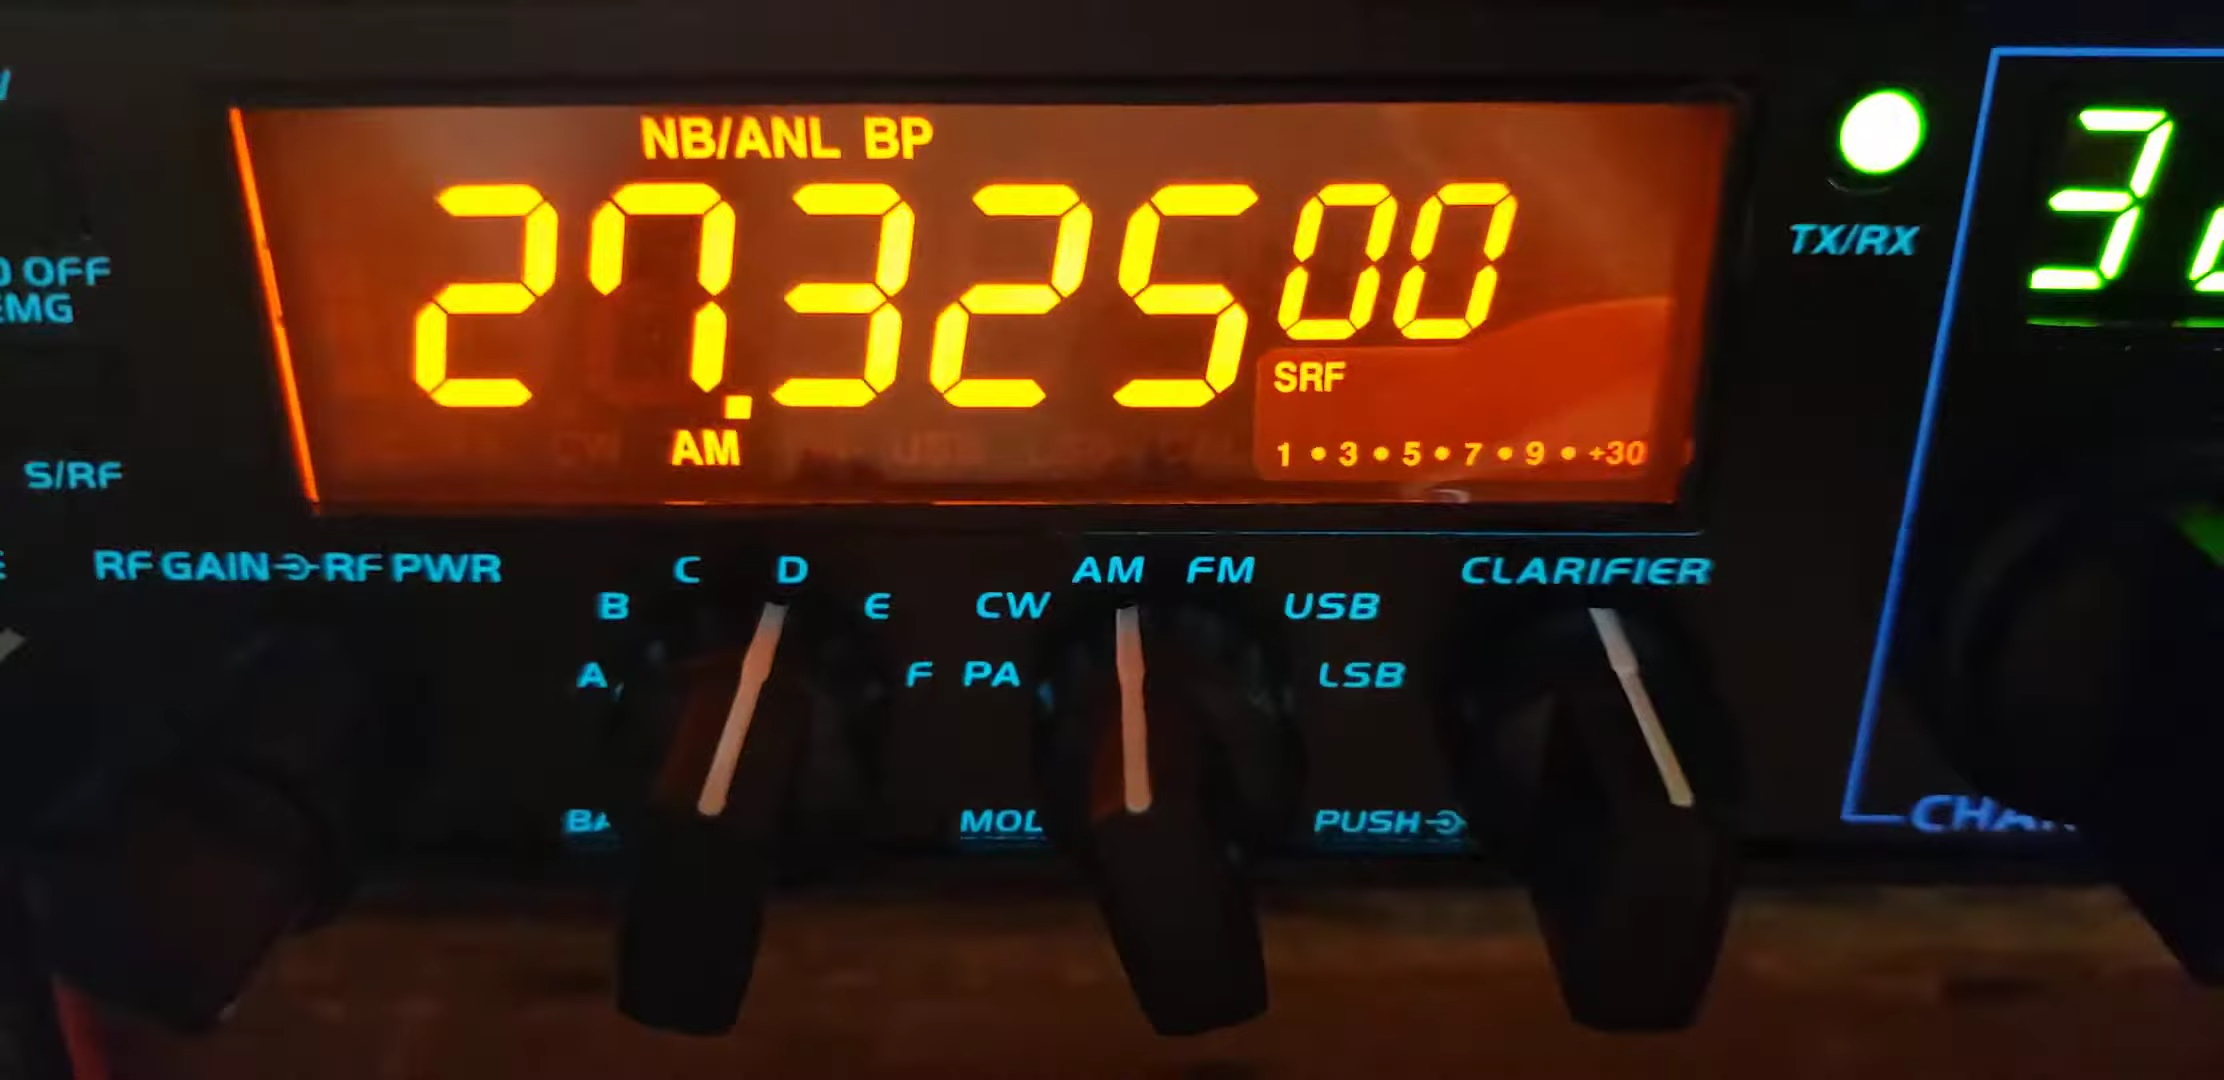 NB/ANL BP
27.32500
SRF
1 • 3 • 5 • 7 • 9 • +30
AM
TX/RX
3
OFF
S/RF
RF GAIN RF PWR
A B C D E F
PA CW AM FM USB LSB
CLARIFIER
PUSH